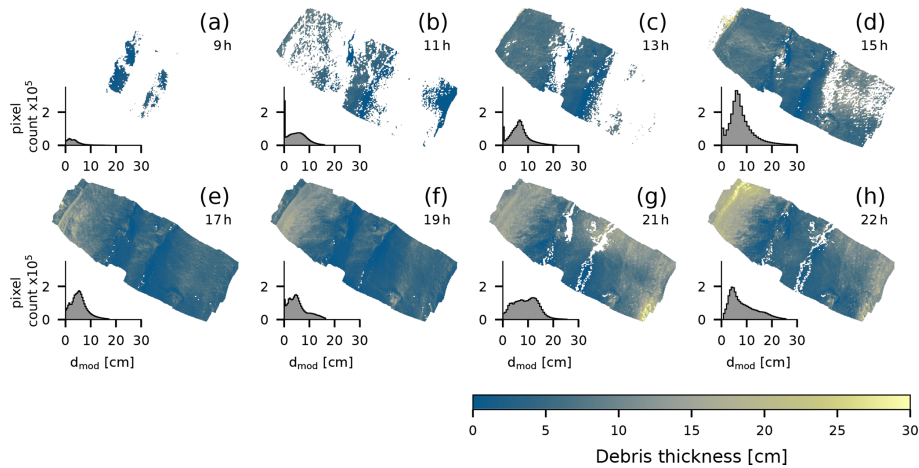 (a)
9 h
(b)
11 h
(c)
13 h
(d)
15 h
pixel
count x10⁵
2
0
0 10 20 30
2
0
0 10 20 30
2
0
0 10 20 30
2
0
0 10 20 30
(e)
17 h
(f)
19 h
(g)
21 h
(h)
22 h
pixel
count x10⁵
2
0
0 10 20 30
d_mod [cm]
2
0
0 10 20 30
d_mod [cm]
2
0
0 10 20 30
d_mod [cm]
2
0
0 10 20 30
d_mod [cm]
0 5 10 15 20 25 30
Debris thickness [cm]